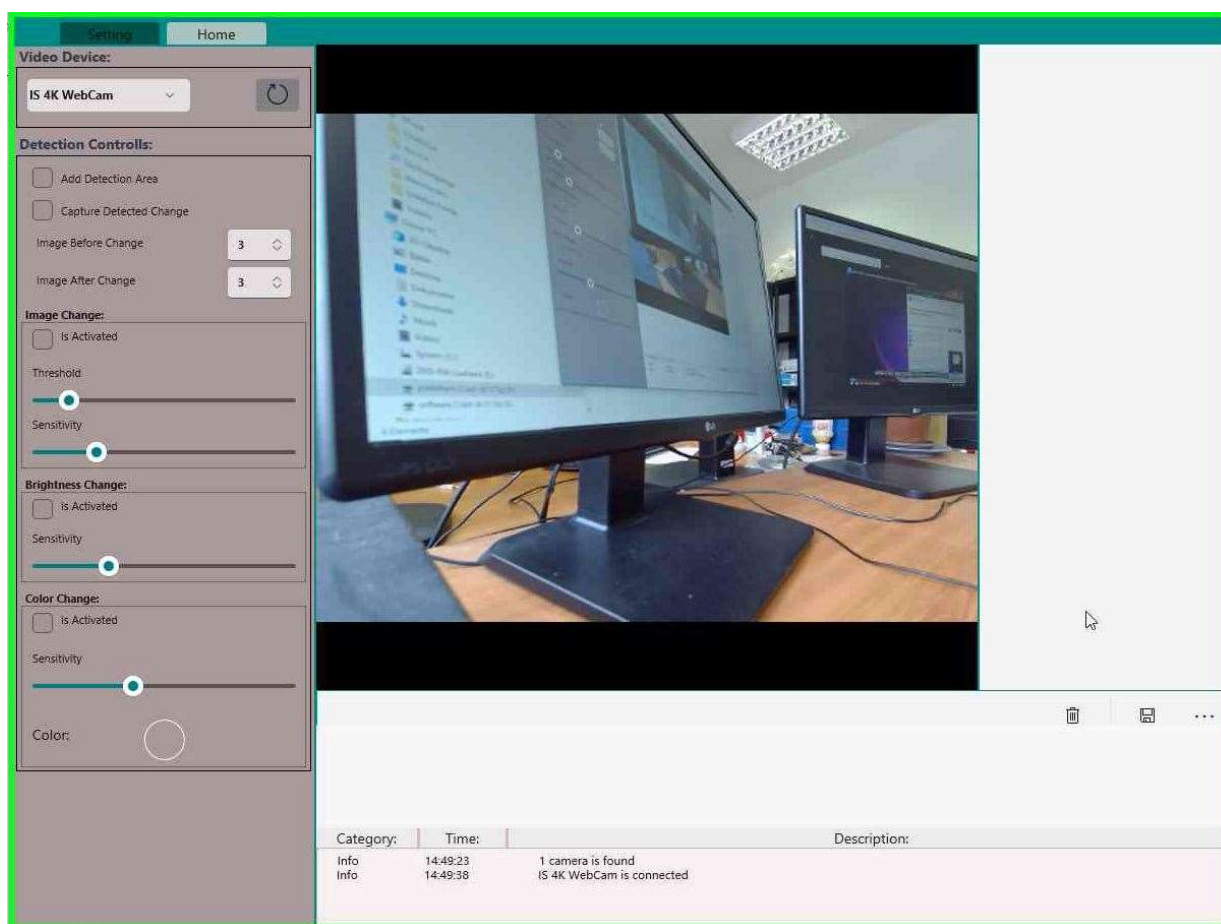 Setting Home
Video Device:
IS 4K WebCam
Detection Controlls:
Add Detection Area
Capture Detected Change
Image Before Change 3
Image After Change 3
Image Change:
Is Activated
Threshold
Sensitivity
Brightness Change:
Is Activated
Sensitivity
Color Change:
Is Activated
Sensitivity
Color:
LG
Category: Time: Description:
Info 14:49:23 1 camera is found
Info 14:49:38 IS 4K WebCam is connected